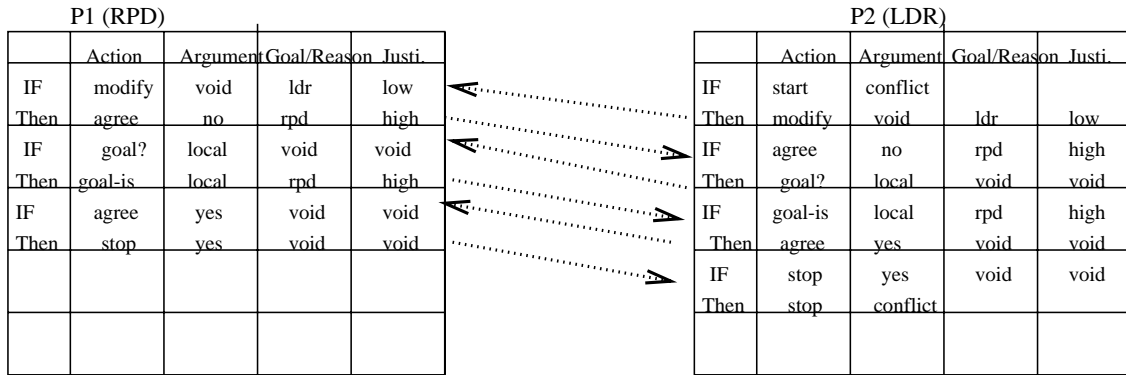 P1 (RPD)
Action Argument Goal/Reason Justi.
IF modify void ldr low
Then agree no rpd high
IF goal? local void void
Then goal-is local rpd high
IF agree yes void void
Then stop yes void void
P2 (LDR)
Action Argument Goal/Reason Justi.
IF start conflict
Then modify void ldr low
IF agree no rpd high
Then goal? local void void
IF goal-is local rpd high
Then agree yes void void
IF stop yes void void
Then stop conflict